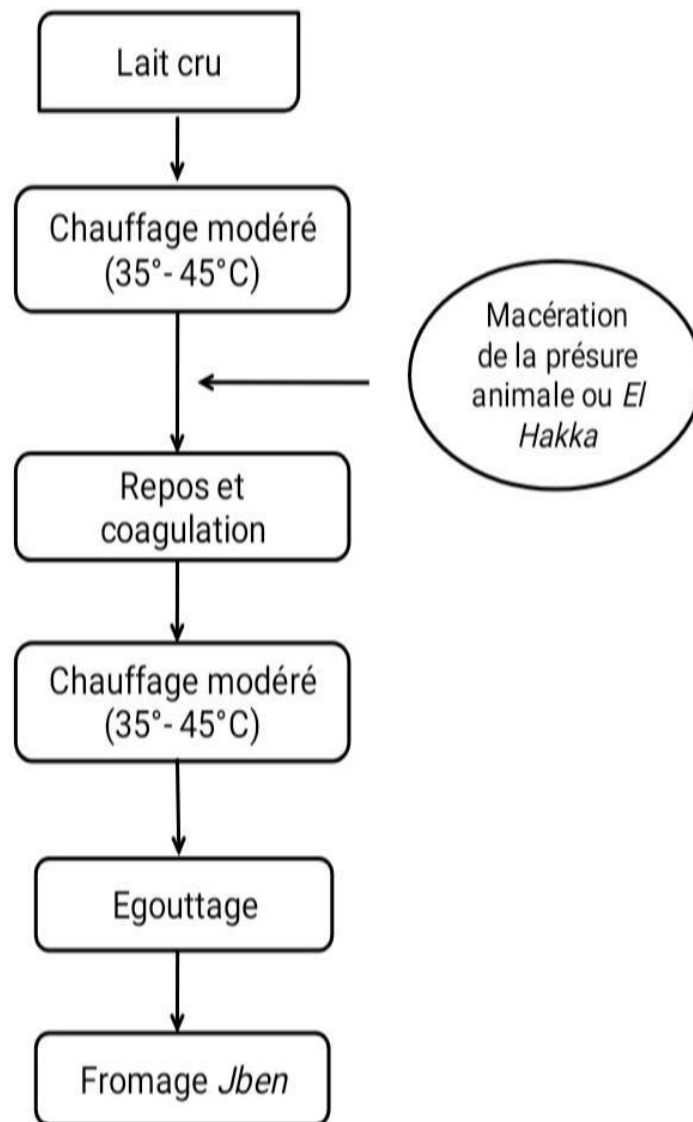 Lait cru
Chauffage modéré
(35°- 45°C)
Macération
de la présure
animale ou El
Hakka
Repos et
coagulation
Chauffage modéré
(35°- 45°C)
Egouttage
Fromage Jben